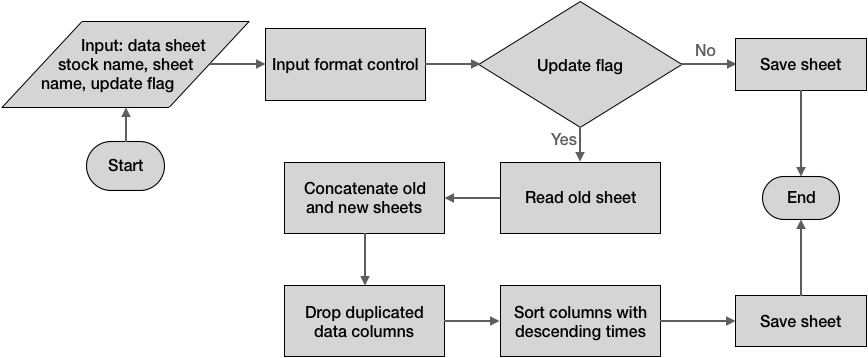 Input: data sheet
stock name, sheet
name, update flag
Input format control
Update flag
No
Save sheet
Start
Yes
Concatenate old
and new sheets
Read old sheet
End
Drop duplicated
data columns
Sort columns with
descending times
Save sheet